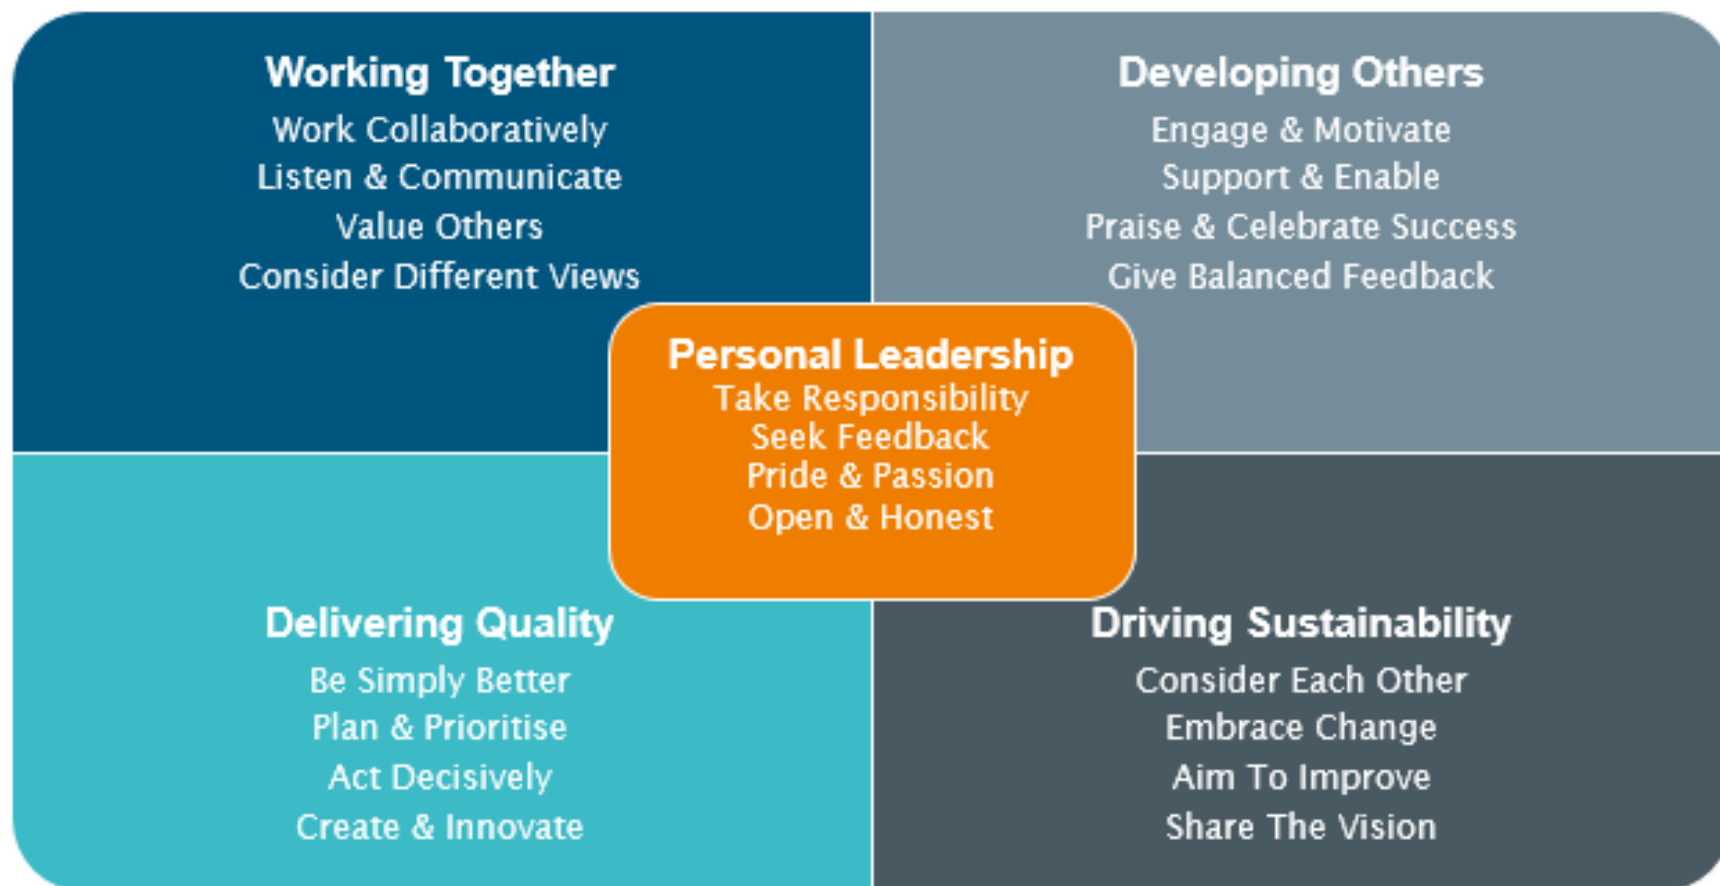 Working Together
Work Collaboratively
Listen & Communicate
Value Others
Consider Different Views
Developing Others
Engage & Motivate
Support & Enable
Praise & Celebrate Success
Give Balanced Feedback
Personal Leadership
Take Responsibility
Seek Feedback
Pride & Passion
Open & Honest
Delivering Quality
Be Simply Better
Plan & Prioritise
Act Decisively
Create & Innovate
Driving Sustainability
Consider Each Other
Embrace Change
Aim To Improve
Share The Vision